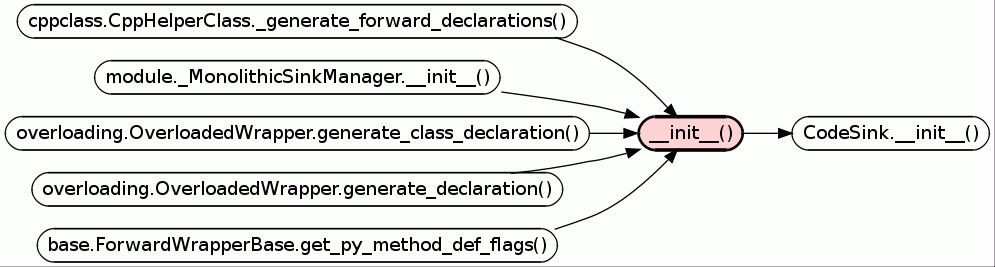 cppclass.CppHelperClass._generate_forward_declarations()
module._MonolithicSinkManager.__init__()
overloading.OverloadedWrapper.generate_class_declaration()
__init__()
CodeSink.__init__()
overloading.OverloadedWrapper.generate_declaration()
base.ForwardWrapperBase.get_py_method_def_flags()